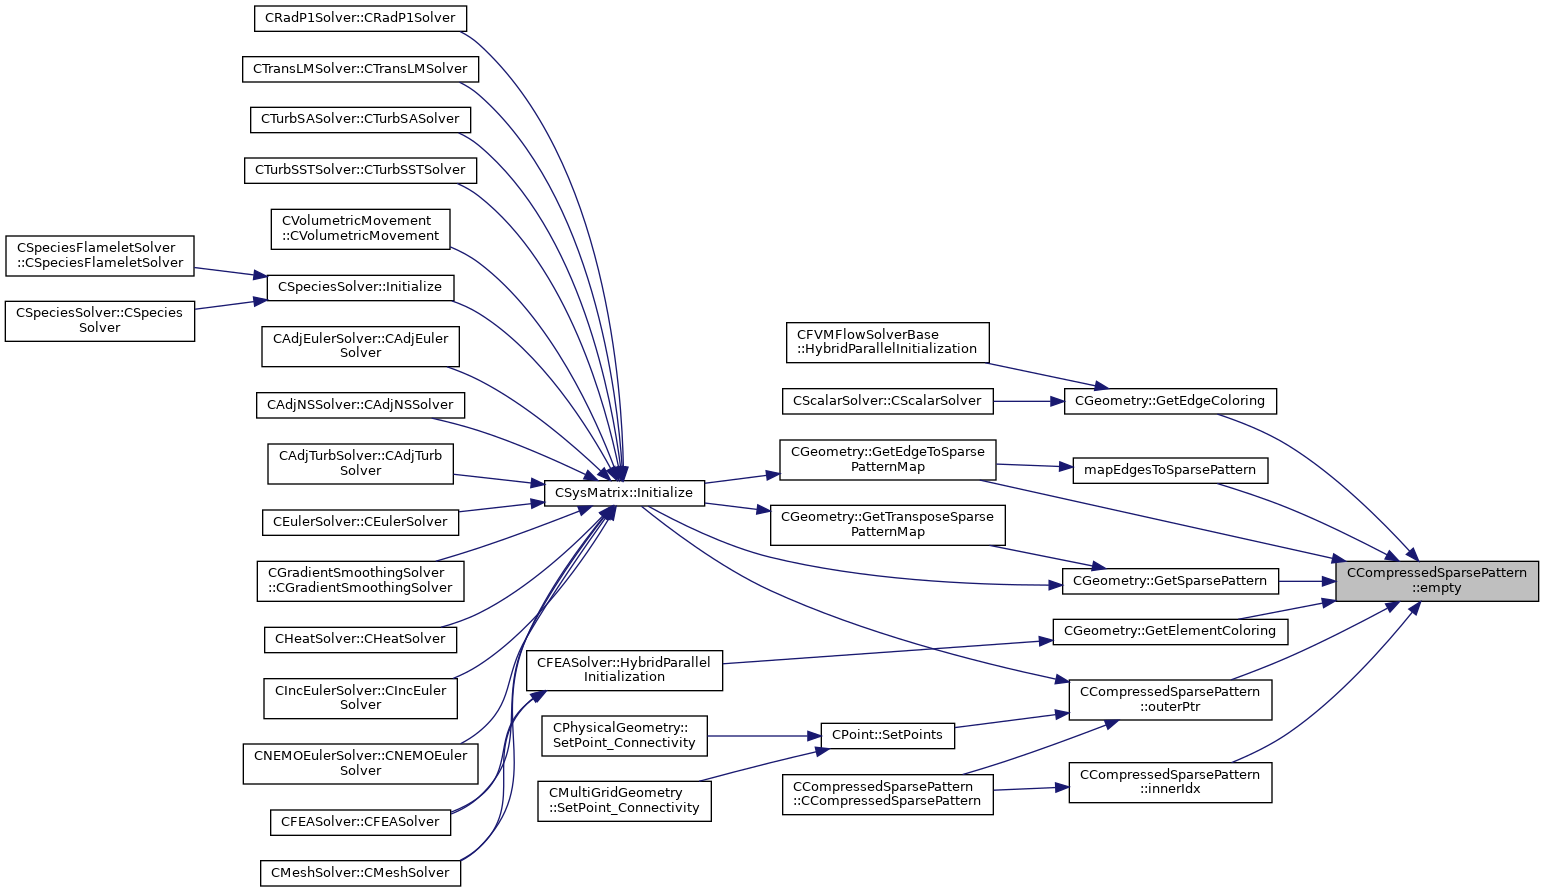 CRadP1Solver::CRadP1Solver
CTransLMSolver::CTransLMSolver
CTurbSASolver::CTurbSASolver
CTurbSSTSolver::CTurbSSTSolver
CVolumetricMovement
::CVolumetricMovement
CSpeciesFlameletSolver
::CSpeciesFlameletSolver
CSpeciesSolver::Initialize
CSpeciesSolver::CSpecies
Solver
CAdjEulerSolver::CAdjEuler
Solver
CAdjNSSolver::CAdjNSSolver
CAdjTurbSolver::CAdjTurb
Solver
CEulerSolver::CEulerSolver
CGradientSmoothingSolver
::CGradientSmoothingSolver
CHeatSolver::CHeatSolver
CIncEulerSolver::CIncEuler
Solver
CNEMOEulerSolver::CNEMOEuler
Solver
CFEASolver::CFEASolver
CMeshSolver::CMeshSolver
CSysMatrix::Initialize
CFEASolver::HybridParallel
Initialization
CPhysicalGeometry::
SetPoint_Connectivity
CMultiGridGeometry
::SetPoint_Connectivity
CFVMFlowSolverBase
::HybridParallelInitialization
CScalarSolver::CScalarSolver
CGeometry::GetEdgeToSparse
PatternMap
CGeometry::GetTransposeSparse
PatternMap
CPoint::SetPoints
CCompressedSparsePattern
::CCompressedSparsePattern
CGeometry::GetEdgeColoring
mapEdgesToSparsePattern
CGeometry::GetSparsePattern
CGeometry::GetElementColoring
CCompressedSparsePattern
::outerPtr
CCompressedSparsePattern
::innerIdx
CCompressedSparsePattern
::empty